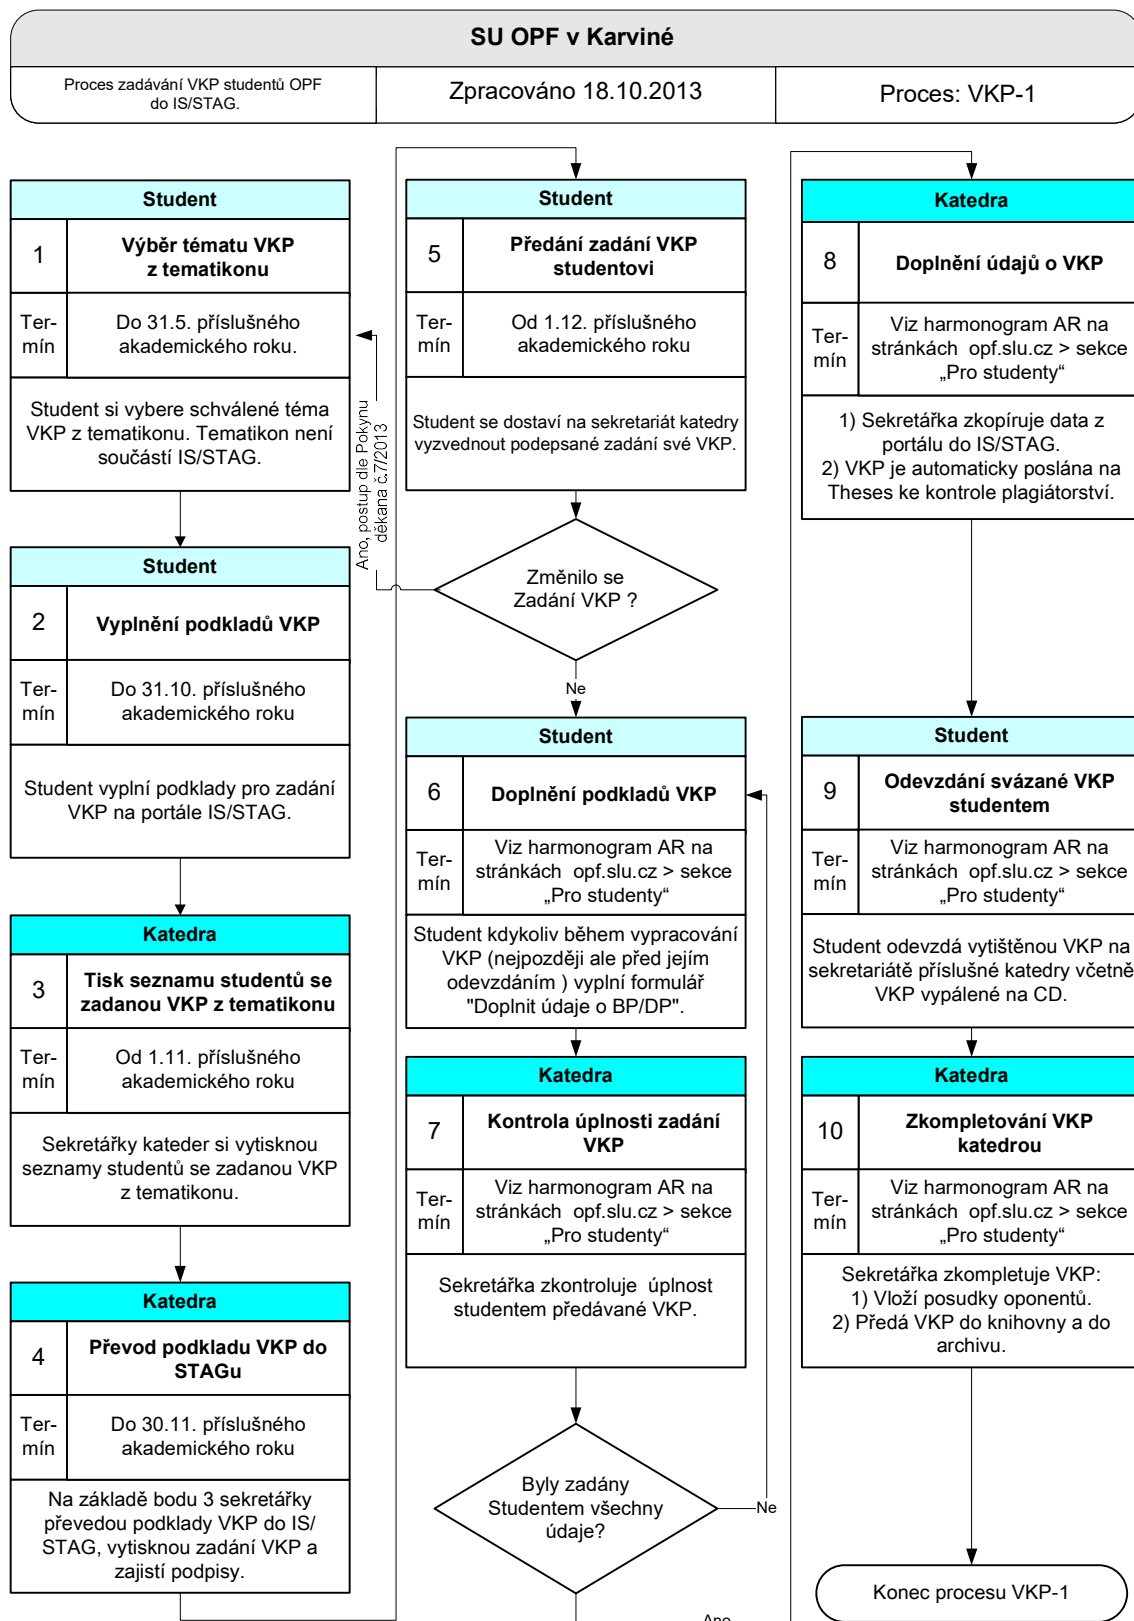 SU OPF v Karviné
Proces zadávání VKP studentů OPF
do IS/STAG.
Zpracováno 18.10.2013
Proces: VKP-1
Student
1
Výběr tématu VKP
z tematikonu
Ter-
mín
Do 31.5. příslušného
akademického roku.
Student si vybere schválené téma
VKP z tematikonu. Tematikon není
součástí IS/STAG.
Student
2
Vyplnění podkladů VKP
Ter-
mín
Do 31.10. příslušného
akademického roku
Student vyplní podklady pro zadání
VKP na portále IS/STAG.
Katedra
3
Tisk seznamu studentů se
zadanou VKP z tematikonu
Ter-
mín
Od 1.11. příslušného
akademického roku
Sekretářky kateder si vytisknou
seznamy studentů se zadanou VKP
z tematikonu.
Katedra
4
Převod podkladu VKP do
STAGu
Ter-
mín
Do 30.11. příslušného
akademického roku
Na základě bodu 3 sekretářky
převedou podklady VKP do IS/
STAG, vytisknou zadání VKP a
zajistí podpisy.
Student
5
Předání zadání VKP
studentovi
Ter-
mín
Od 1.12. příslušného
akademického roku
Student se dostaví na sekretariát katedry
vyzvednout podepsané zadání své VKP.
Změnilo se
Zadání VKP ?
Ano, postup dle Pokynu
děkana č.7/2013
Ne
Student
6
Doplnění podkladů VKP
Ter-
mín
Viz harmonogram AR na
stránkách opf.slu.cz > sekce
„Pro studenty“
Student kdykoliv během vypracování
VKP (nejpozději ale před jejím
odevzdáním ) vyplní formulář
"Doplnit údaje o BP/DP".
Katedra
7
Kontrola úplnosti zadání
VKP
Ter-
mín
Viz harmonogram AR na
stránkách opf.slu.cz > sekce
„Pro studenty“
Sekretářka zkontroluje úplnost
studentem předávané VKP.
Byly zadány
Studentem všechny
údaje?
Ne
Ano
Katedra
8
Doplnění údajů o VKP
Ter-
mín
Viz harmonogram AR na
stránkách opf.slu.cz > sekce
„Pro studenty“
1) Sekretářka zkopíruje data z
portálu do IS/STAG.
2) VKP je automaticky poslána na
Theses ke kontrole plagiátorství.
Student
9
Odevzdání svázané VKP
studentem
Ter-
mín
Viz harmonogram AR na
stránkách opf.slu.cz > sekce
„Pro studenty“
Student odevzdá vytištěnou VKP na
sekretariátě příslušné katedry včetně
VKP vypálené na CD.
Katedra
10
Zkompletování VKP
katedrou
Ter-
mín
Viz harmonogram AR na
stránkách opf.slu.cz > sekce
„Pro studenty“
Sekretářka zkompletuje VKP:
1) Vloží posudky oponentů.
2) Předá VKP do knihovny a do
archivu.
Konec procesu VKP-1